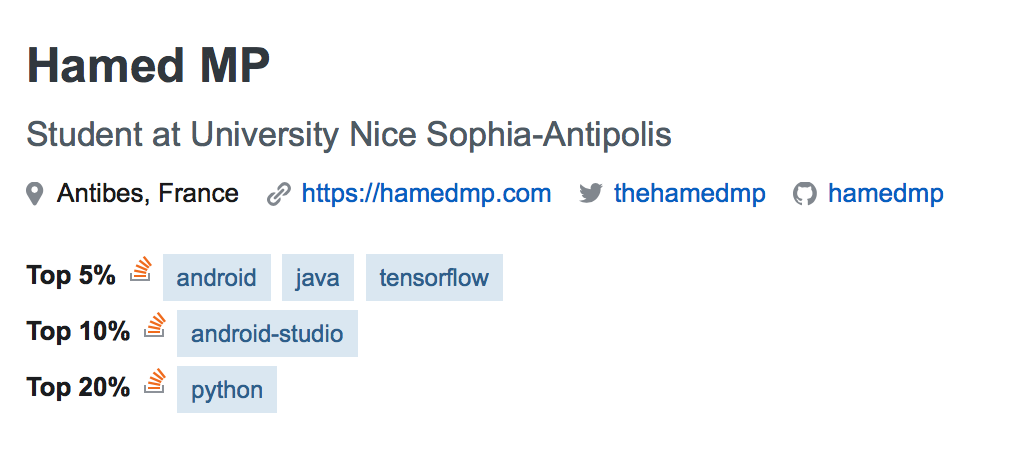 Hamed MP
Student at University Nice Sophia-Antipolis
Antibes, France https://hamedmp.com thehamedmp hamedmp
Top 5% android java tensorflow
Top 10% android-studio
Top 20% python